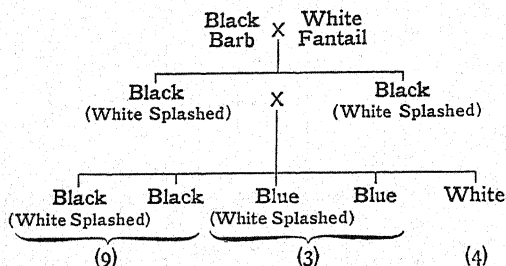 Black X White
Barb Fantail
Black X Black
(White Splashed) (White Splashed)
Black Black Blue Blue White
(White Splashed) (White Splashed)
(9) (3) (4)